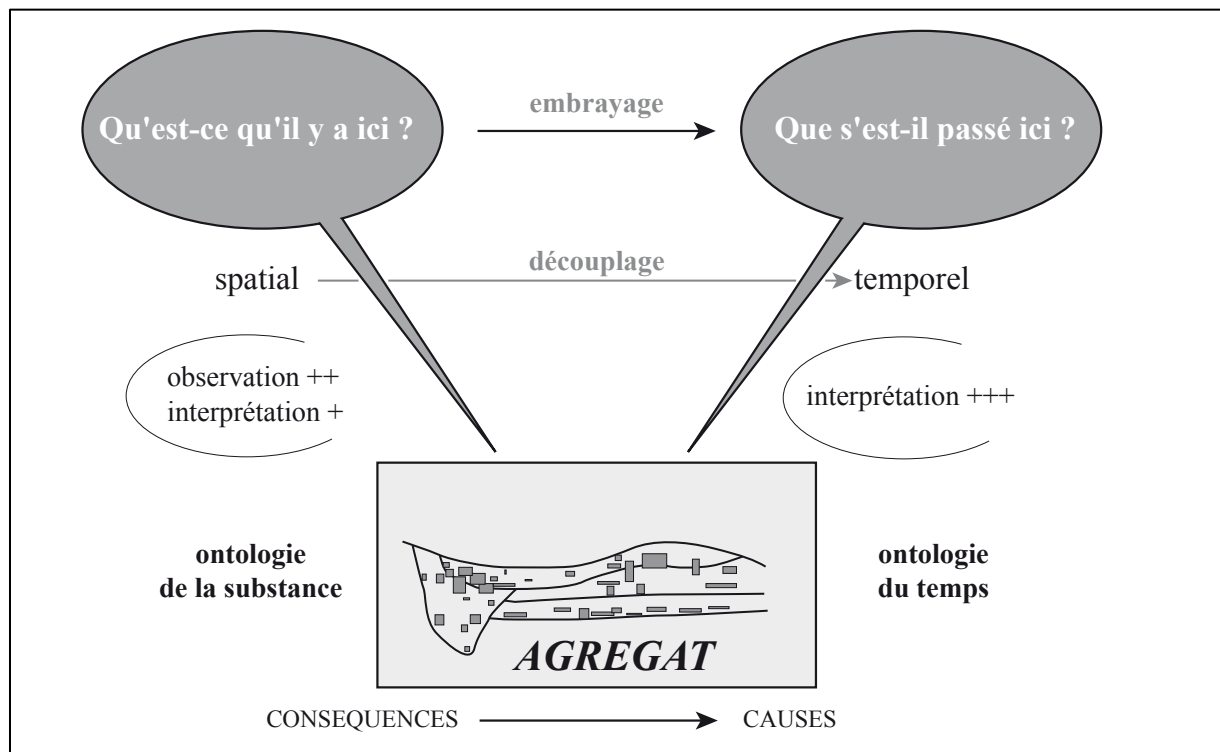 embrayage
Qu'est-ce qu'il y a ici ?
Que s'est-il passé ici ?
découplage
spatial
temporel
observation ++
interprétation +
interprétation +++
ontologie
de la substance
ontologie
du temps
AGREGAT
CONSEQUENCES
CAUSES